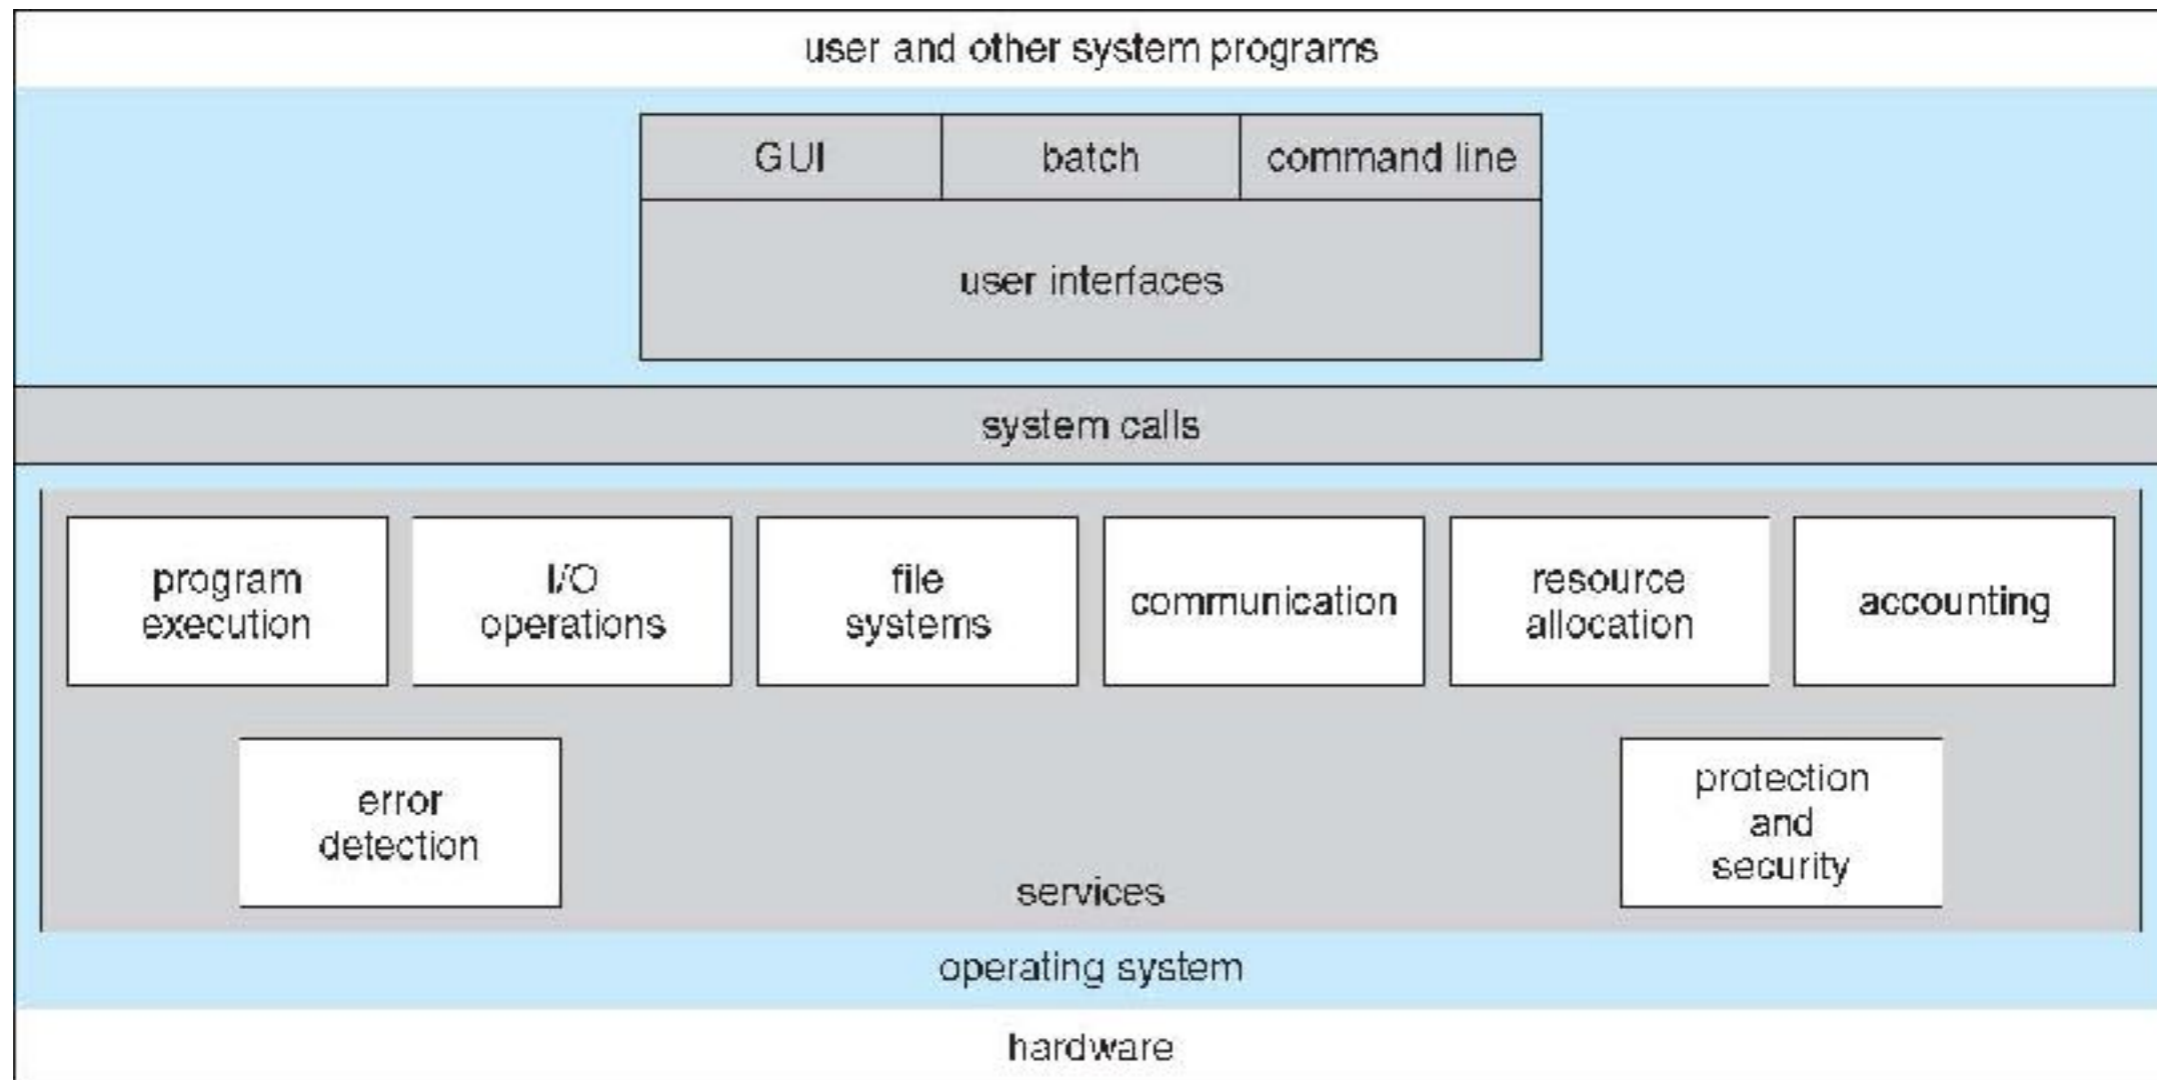 user and other system programs
GUI
batch
command line
user interfaces
system calls
program
execution
I/O
operations
file
systems
communication
resource
allocation
accounting
error
detection
protection
and
security
services
operating system
hardware